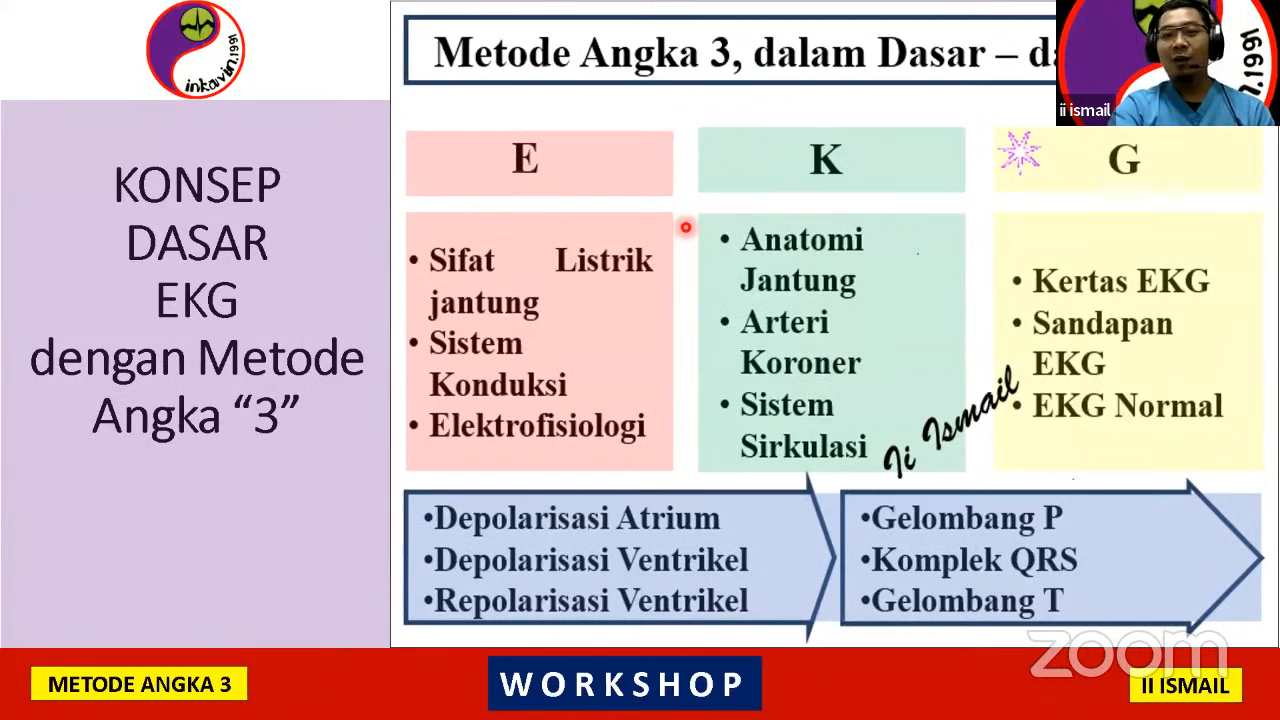 inkavin.1991
KONSEP
DASAR
EKG
dengan Metode
Angka “3”
Metode Angka 3, dalam Dasar –
1991
ii ismail
E
K
G
• Sifat Listrik
jantung
• Sistem
Konduksi
• Elektrofisiologi
• Anatomi
Jantung
• Arteri
Koroner
• Sistem
Sirkulasi
• Kertas EKG
• Sandapan
EKG
• EKG Normal
Ii Ismail
•Depolarisasi Atrium
•Depolarisasi Ventrikel
•Repolarisasi Ventrikel
•Gelombang P
•Komplek QRS
•Gelombang T
zoom
METODE ANGKA 3
WORKSHOP
II ISMAIL